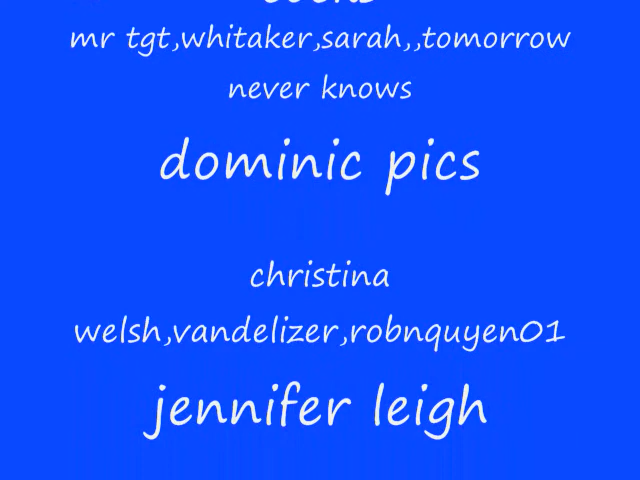 mr tgt,whitaker,sarah,,tomorrow
never knows
dominic pics
christina
welsh,vandelizer,robnquyen01
jennifer leigh